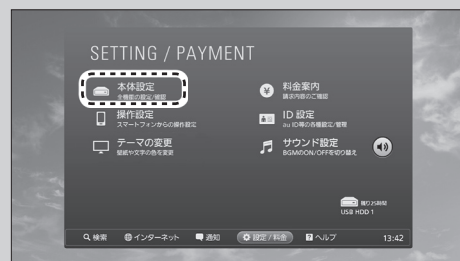 SETTING / PAYMENT
本体設定
全機能の設定/確認
料金案内
請求内容のご確認
操作設定
スマートフォンからの操作設定
ID 設定
au ID等の各種設定/管理
テーマの変更
壁紙や文字の色を変更
サウンド設定
BGMのON/OFFを切り替え
残り25時間
USB HDD 1
検索
インターネット
通知
設定 / 料金
ヘルプ
13:42